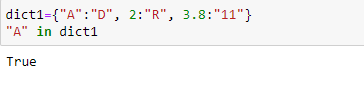 dict1={"A":"D", 2:"R", 3.8:"11"}
"A" in dict1
True